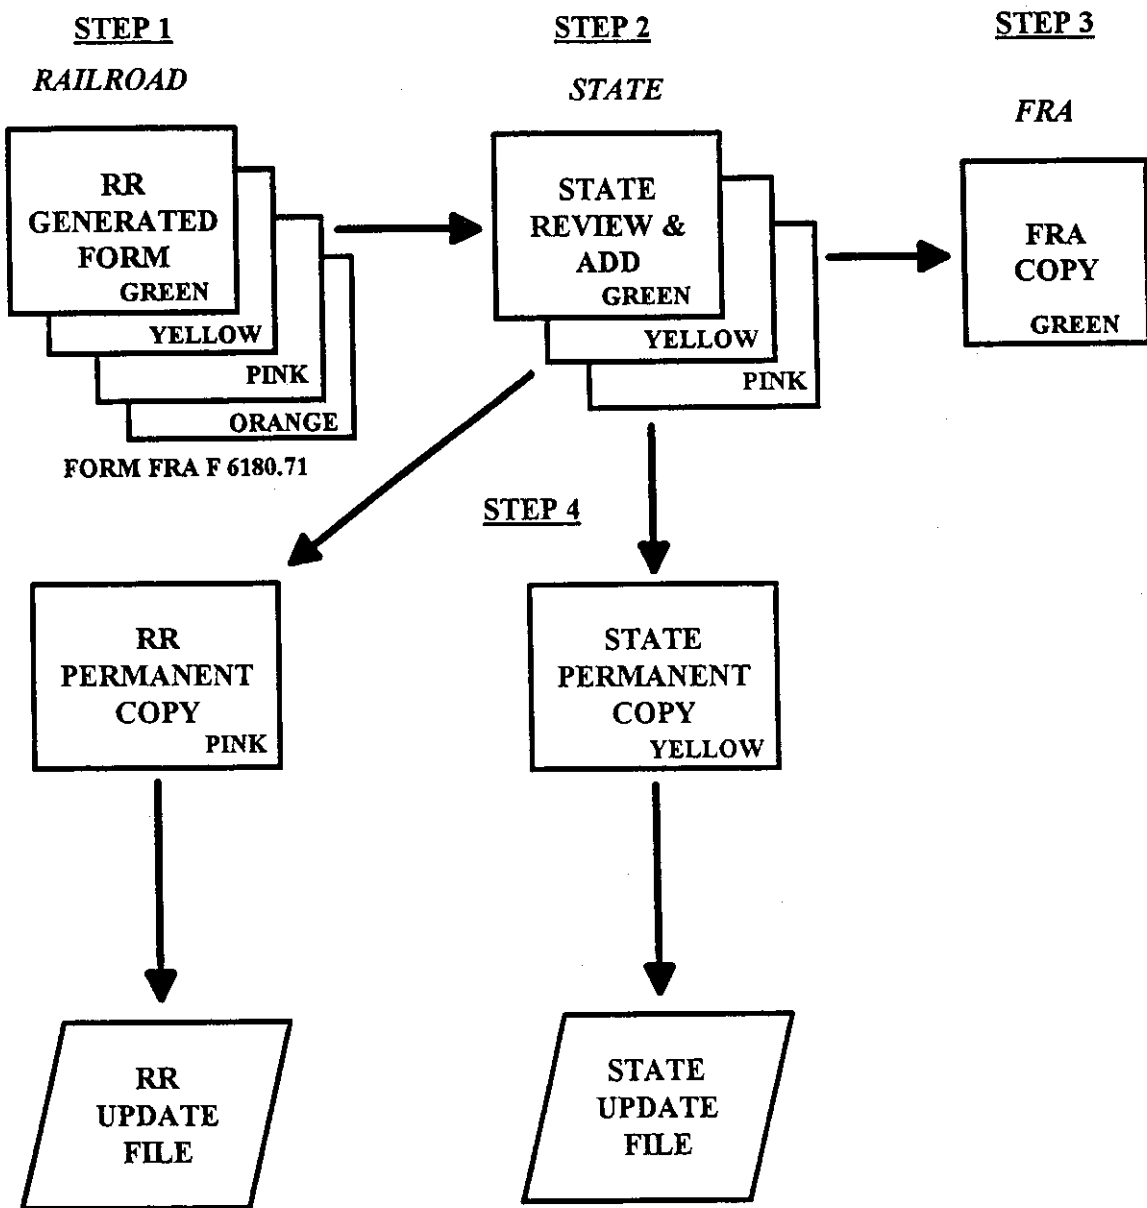 STEP 1
RAILROAD
RR
GENERATED
FORM
GREEN
YELLOW
PINK
ORANGE
FORM FRA F 6180.71
STEP 2
STATE
STATE
REVIEW &
ADD
GREEN
YELLOW
PINK
STEP 3
FRA
FRA
COPY
GREEN
STEP 4
RR
PERMANENT
COPY
PINK
STATE
PERMANENT
COPY
YELLOW
RR
UPDATE
FILE
STATE
UPDATE
FILE